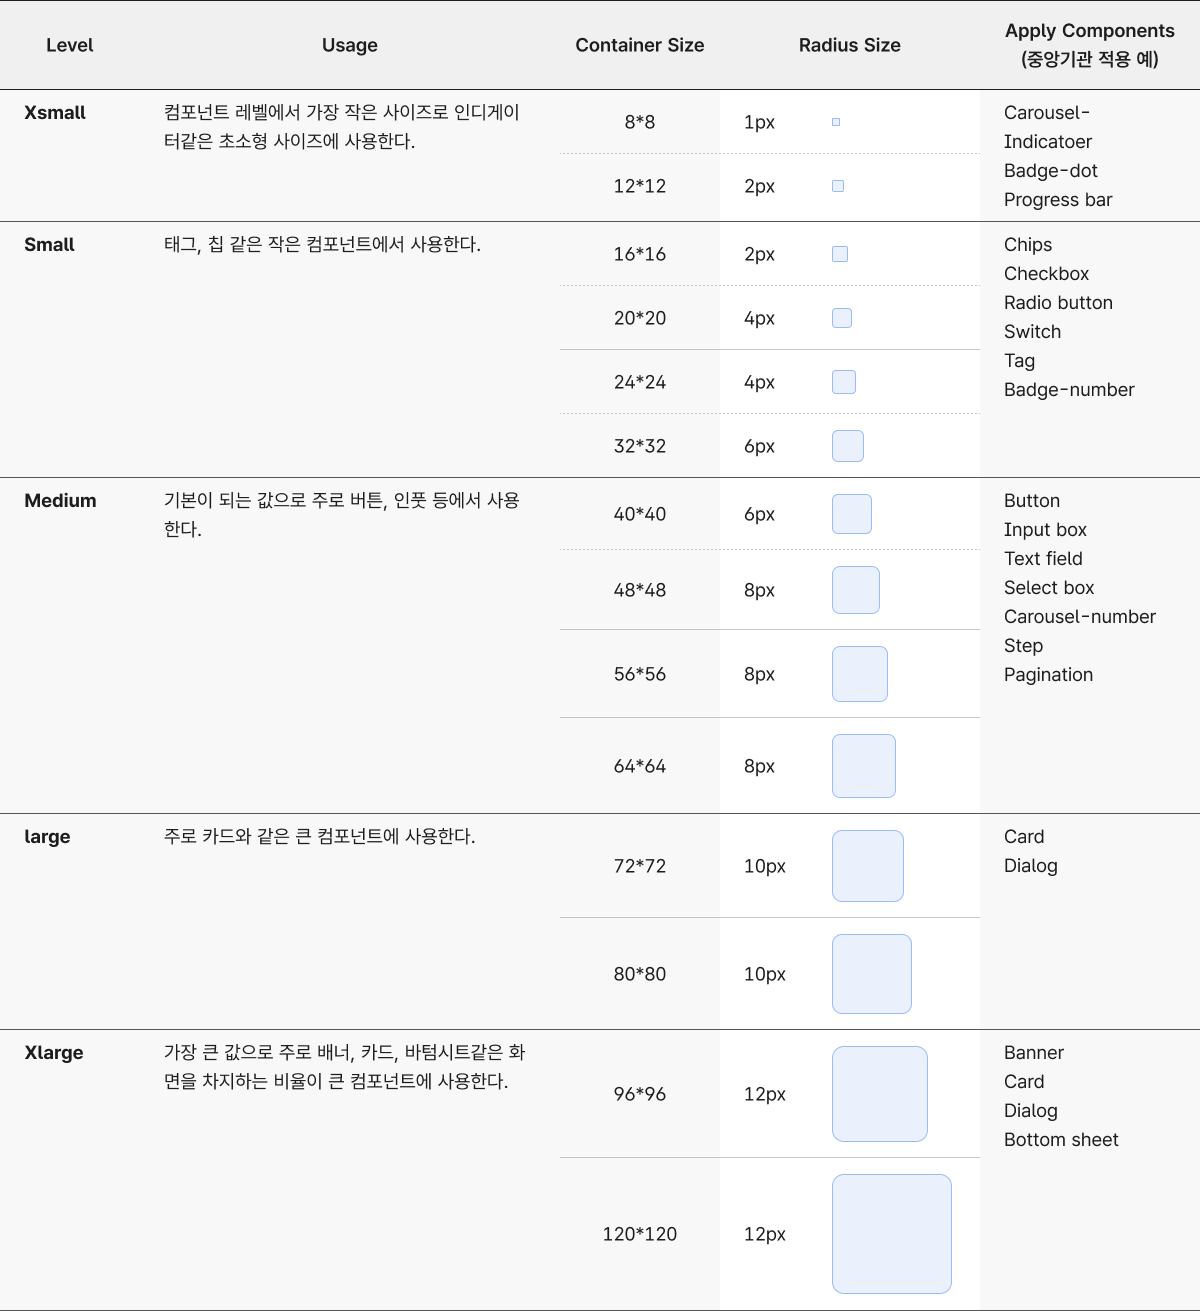 Level
Usage
Container Size
Radius Size
Apply Components
(중앙기관 적용 예)
Xsmall
컴포넌트 레벨에서 가장 작은 사이즈로 인디게이
터같은 초소형 사이즈에 사용한다.
8*8
1px
12*12
2px
Carousel-
Indicatoer
Badge-dot
Progress bar
Small
태그, 칩 같은 작은 컴포넌트에서 사용한다.
16*16
2px
20*20
4px
24*24
4px
32*32
6px
Chips
Checkbox
Radio button
Switch
Tag
Badge-number
Medium
기본이 되는 값으로 주로 버튼, 인풋 등에서 사용
한다.
40*40
6px
48*48
8px
56*56
8px
64*64
8px
Button
Input box
Text field
Select box
Carousel-number
Step
Pagination
large
주로 카드와 같은 큰 컴포넌트에 사용한다.
72*72
10px
80*80
10px
Card
Dialog
Xlarge
가장 큰 값으로 주로 배너, 카드, 바텀시트같은 화
면을 차지하는 비율이 큰 컴포넌트에 사용한다.
96*96
12px
120*120
12px
Banner
Card
Dialog
Bottom sheet